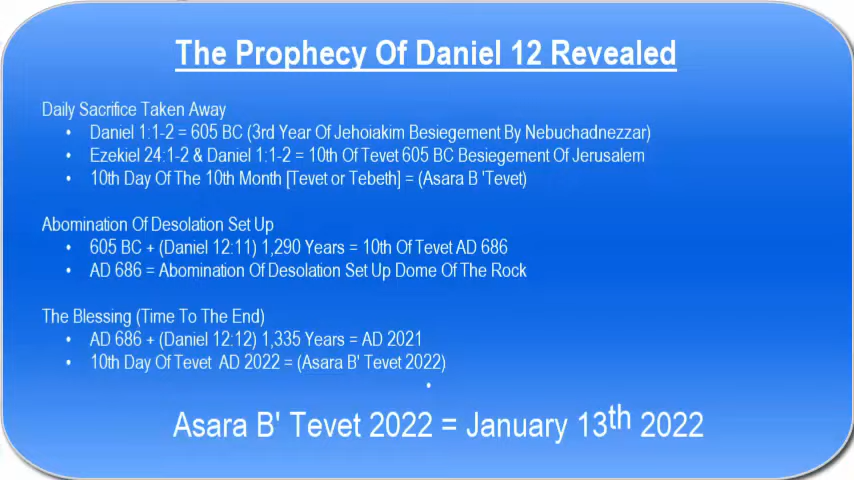 The Prophecy Of Daniel 12 Revealed
Daily Sacrifice Taken Away
• Daniel 1:1-2 = 605 BC (3rd Year Of Jehoiakim Besiegement By Nebuchadnezzar)
• Ezekiel 24:1-2 & Daniel 1:1-2 = 10th Of Tevet 605 BC Besiegement Of Jerusalem
• 10th Day Of The 10th Month [Tevet or Tebeth] = (Asara B 'Tevet)
Abomination Of Desolation Set Up
• 605 BC + (Daniel 12:11) 1,290 Years = 10th Of Tevet AD 686
• AD 686 = Abomination Of Desolation Set Up Dome Of The Rock
The Blessing (Time To The End)
• AD 686 + (Daniel 12:12) 1,335 Years = AD 2021
• 10th Day Of Tevet AD 2022 = (Asara B' Tevet 2022)
•
Asara B' Tevet 2022 = January 13th 2022